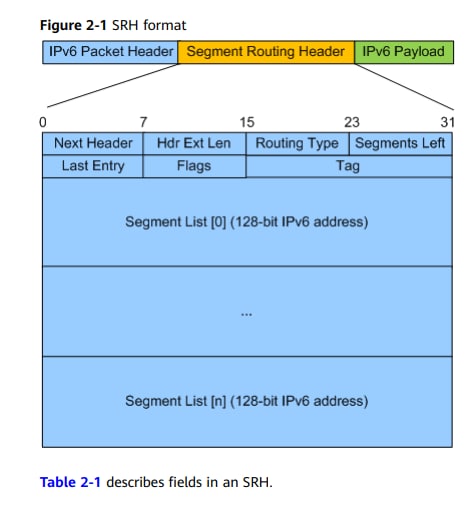 Figure 2-1 SRH format
IPv6 Packet Header Segment Routing Header IPv6 Payload
0 7 15 23 31
Next Header Hdr Ext Len Routing Type Segments Left
Last Entry Flags Tag
Segment List [0] (128-bit IPv6 address)
...
Segment List [n] (128-bit IPv6 address)
Table 2-1 describes fields in an SRH.